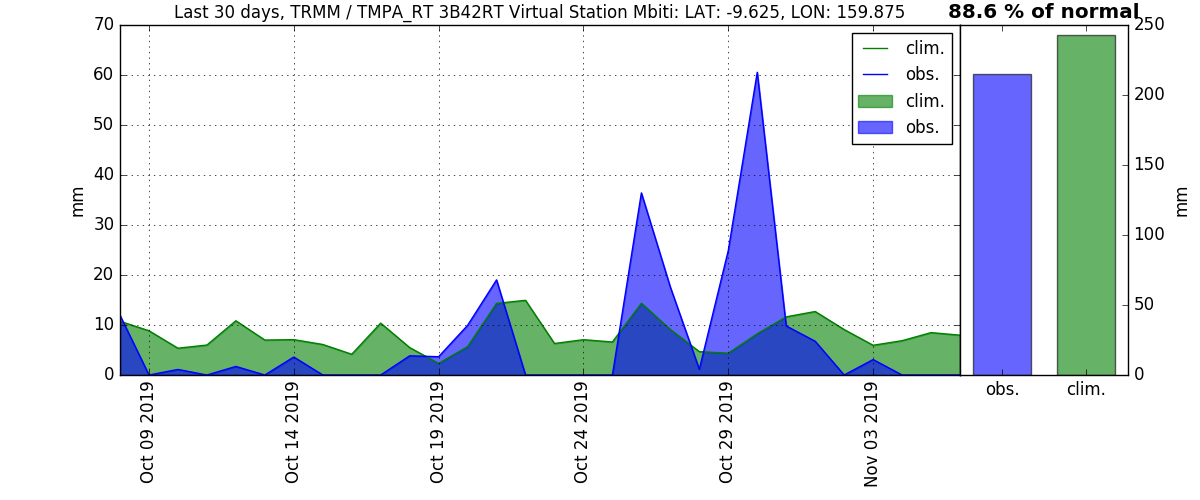 Last 30 days, TRMM / TMPA_RT 3B42RT Virtual Station Mbiti: LAT: -9.625, LON: 159.875
88.6 % of normal
70
60
50
40
30
20
10
0
mm
clim.
obs.
clim.
obs.
Oct 09 2019
Oct 14 2019
Oct 19 2019
Oct 24 2019
Oct 29 2019
Nov 03 2019
250
200
150
100
50
0
mm
obs.
clim.